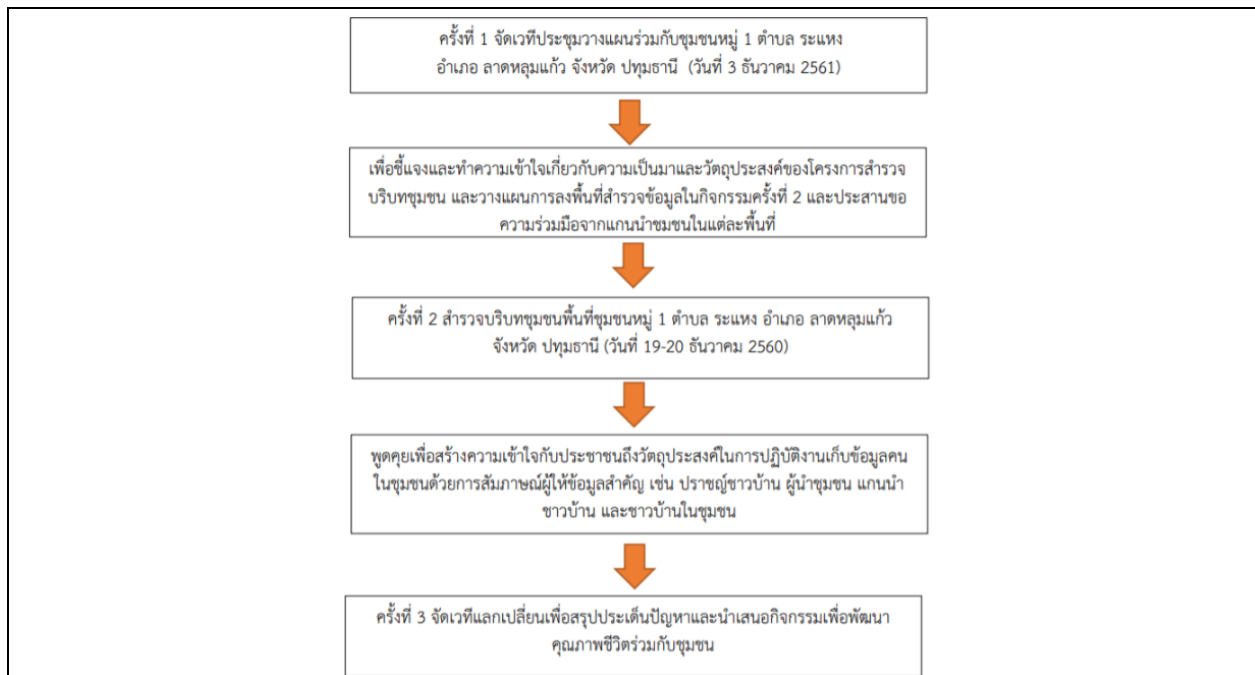 ครั้งที่ 1 จัดเวทีประชุมวางแผนร่วมกับชุมชนหมู่ 1 ตำบล ระแหง
อำเภอ ลาดหลุมแก้ว จังหวัด ปทุมธานี (วันที่ 3 ธันวาคม 2561)
เพื่อชี้แจงและทำความเข้าใจเกี่ยวกับความเป็นมาและวัตถุประสงค์ของโครงการสำรวจ
บริบทชุมชน และวางแผนการลงพื้นที่สำรวจข้อมูลในกิจกรรมครั้งที่ 2 และประสานขอ
ความร่วมมือจากแกนนำชมชนในแต่ละพื้นที่
ครั้งที่ 2 สำรวจบริบทชุมชนพื้นที่ชุมชนหมู่ 1 ตำบล ระแหง อำเภอ ลาดหลุมแก้ว
จังหวัด ปทุมธานี (วันที่ 19-20 ธันวาคม 2560)
พูดคุยเพื่อสร้างความเข้าใจกับประชาชนถึงวัตถุประสงค์ในการปฏิบัติงานเก็บข้อมูลคน
ในชุมชนด้วยการสัมภาษณ์ผู้ให้ข้อมูลสำคัญ เช่น ปราชญ์ชาวบ้าน ผู้นำชุมชน แกนนำ
ชาวบ้าน และชาวบ้านในชุมชน
ครั้งที่ 3 จัดเวทีแลกเปลี่ยนเพื่อสรุปประเด็นปัญหาและนำเสนอกิจกรรมเพื่อพัฒนา
คุณภาพชีวิตร่วมกับชุมชน